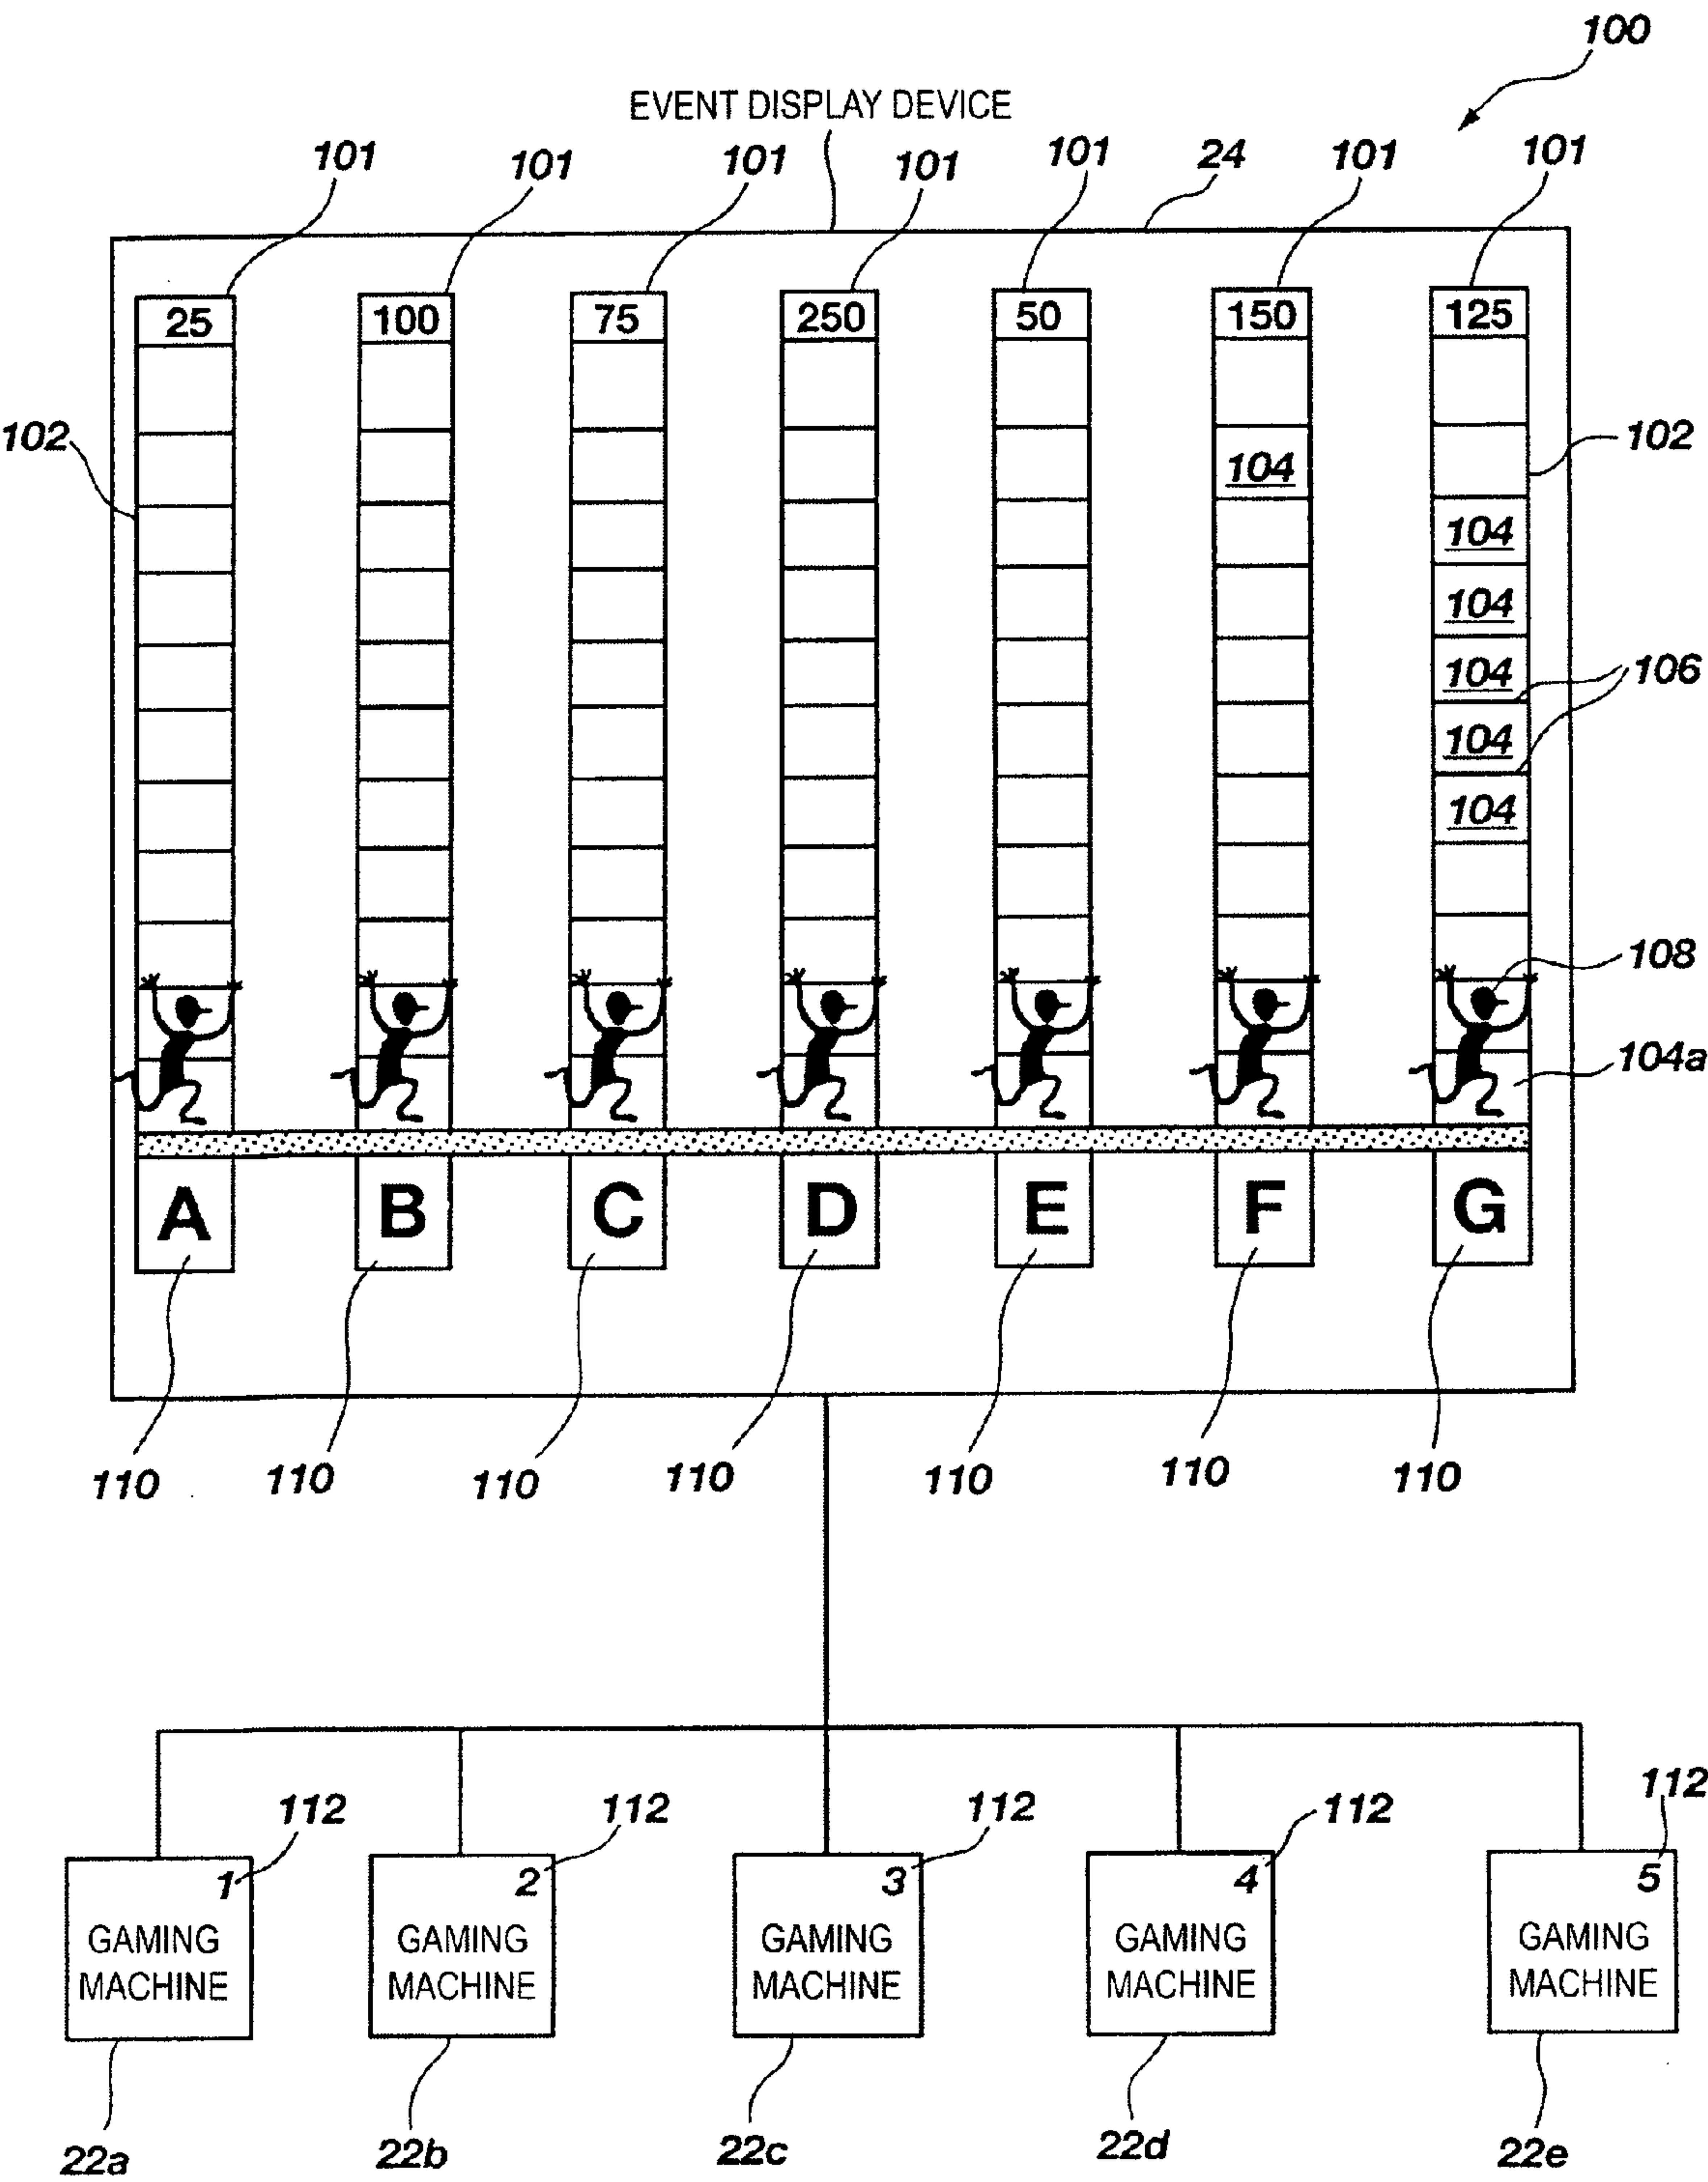 100
EVENT DISPLAY DEVICE
101 101 101 101 101 24 101 101
25 100 75 250 50 150 125
102 102
104
104
104
104 106
104
104
108
104a
A B C D E F G
110 110 110 110 110 110 110
112 112 112 112 112
1 2 3 4 5
GAMING GAMING GAMING GAMING GAMING
MACHINE MACHINE MACHINE MACHINE MACHINE
22a 22b 22c 22d 22e